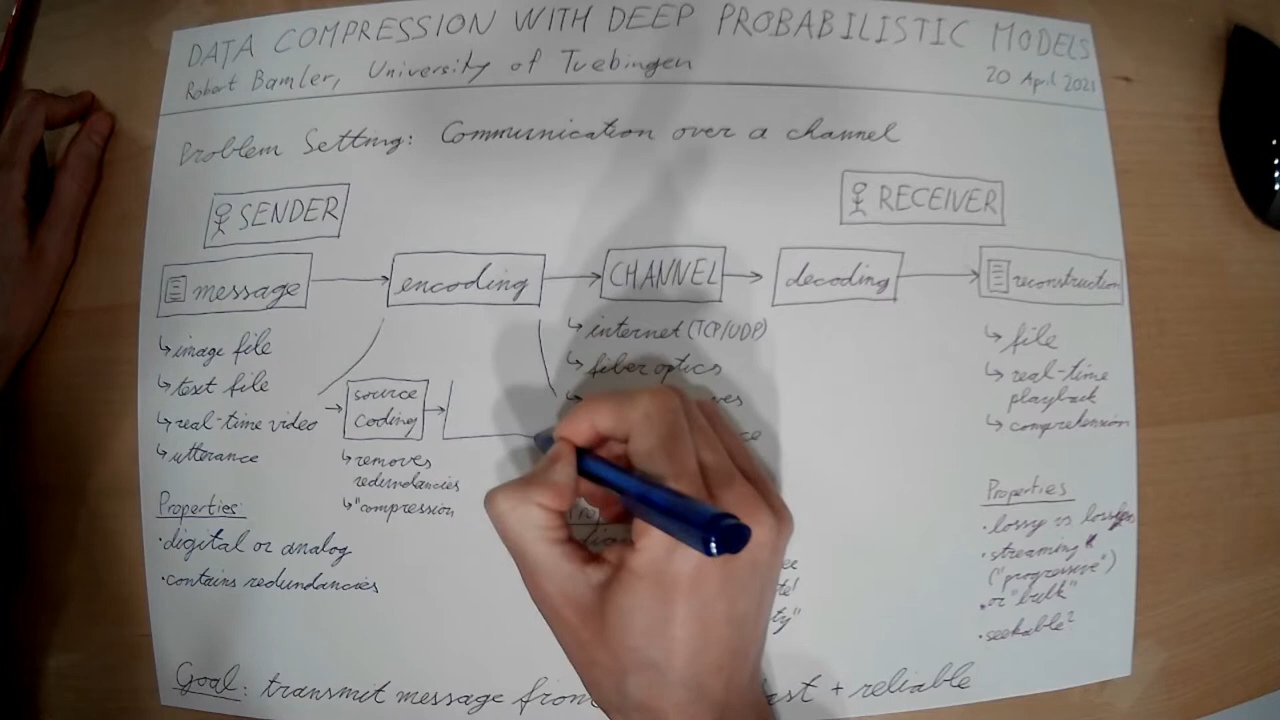 DATA COMPRESSION WITH DEEP PROBABILISTIC MODELS
Robert Bamler, University of Tuebingen
20 April 2021
Problem Setting: Communication over a channel
SENDER
RECEIVER
message
encoding
CHANNEL
decoding
reconstruction
↳ image file
↳ text file
↳ real-time video
↳ utterance
Properties:
· digital or analog
· contains redundancies
source
coding
↳ removes
redundancies
↳ "compression
↳ internet (TCP/UDP)
↳ fiber optics
↳ file
↳ real-time
playback
↳ comprehension
Properties
· lossy vs lossless
· streaming"
("progressive")
· or "bulk"
· seekable?
Goal: transmit message from
+ reliable